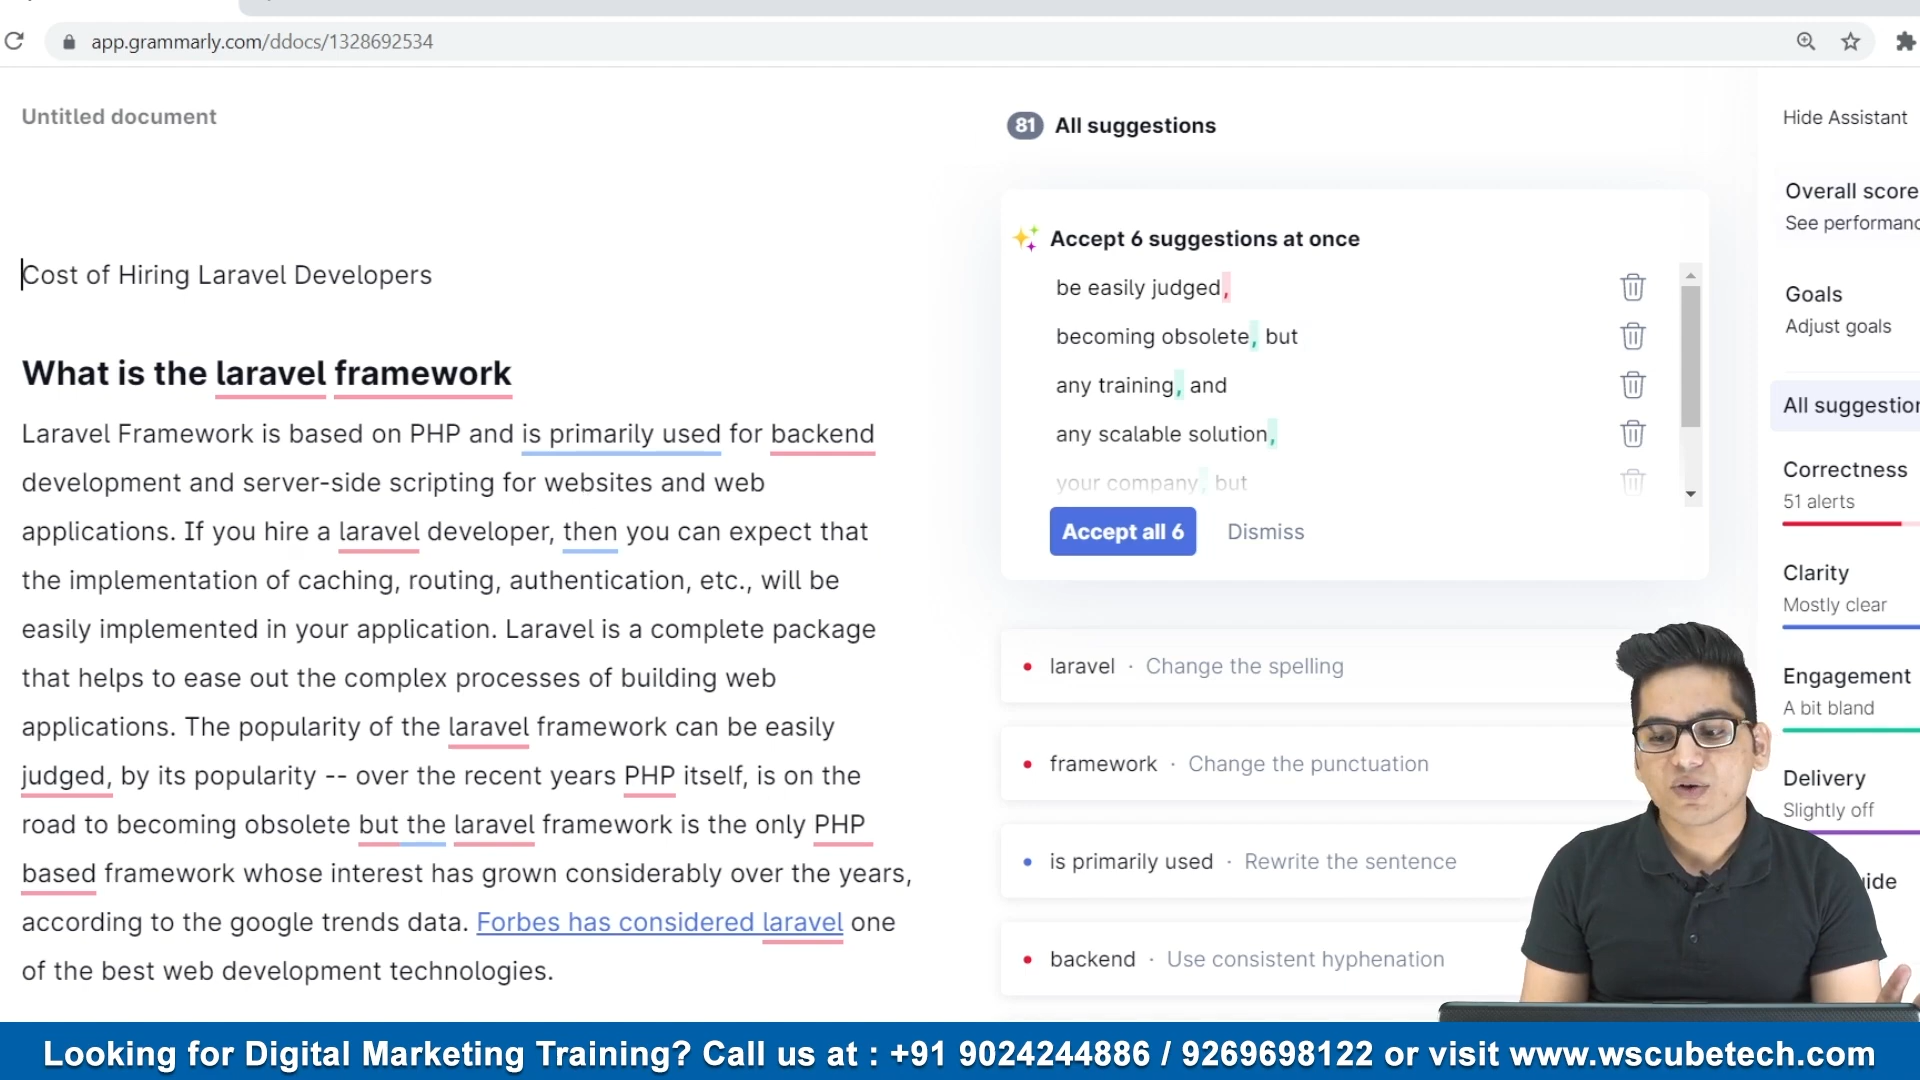 app.grammarly.com/ddocs/1328692534
Untitled document
Cost of Hiring Laravel Developers
What is the laravel framework
Laravel Framework is based on PHP and is primarily used for backend
development and server-side scripting for websites and web
applications. If you hire a laravel developer, then you can expect that
the implementation of caching, routing, authentication, etc., will be
easily implemented in your application. Laravel is a complete package
that helps to ease out the complex processes of building web
applications. The popularity of the laravel framework can be easily
judged, by its popularity -- over the recent years PHP itself, is on the
road to becoming obsolete but the laravel framework is the only PHP
based framework whose interest has grown considerably over the years,
according to the google trends data. Forbes has considered laravel one
of the best web development technologies.
81 All suggestions
Accept 6 suggestions at once
be easily judged,
becoming obsolete, but
any training, and
any scalable solution,
your company, but
Accept all 6 Dismiss
laravel · Change the spelling
framework · Change the punctuation
is primarily used · Rewrite the sentence
backend · Use consistent hyphenation
Hide Assistant
Overall score
See performanc
Goals
Adjust goals
All suggestion
Correctness
51 alerts
Clarity
Mostly clear
Engagement
A bit bland
Delivery
Slightly off
Looking for Digital Marketing Training? Call us at : +91 9024244886 / 9269698122 or visit www.wscubetech.com